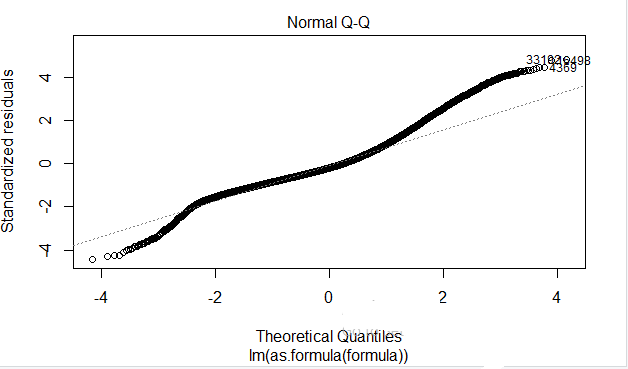 Normal Q-Q
Standardized residuals
4
2
0
-2
-4
4369
-4
-2
0
2
4
Theoretical Quantiles
lm(as.formula(formula))